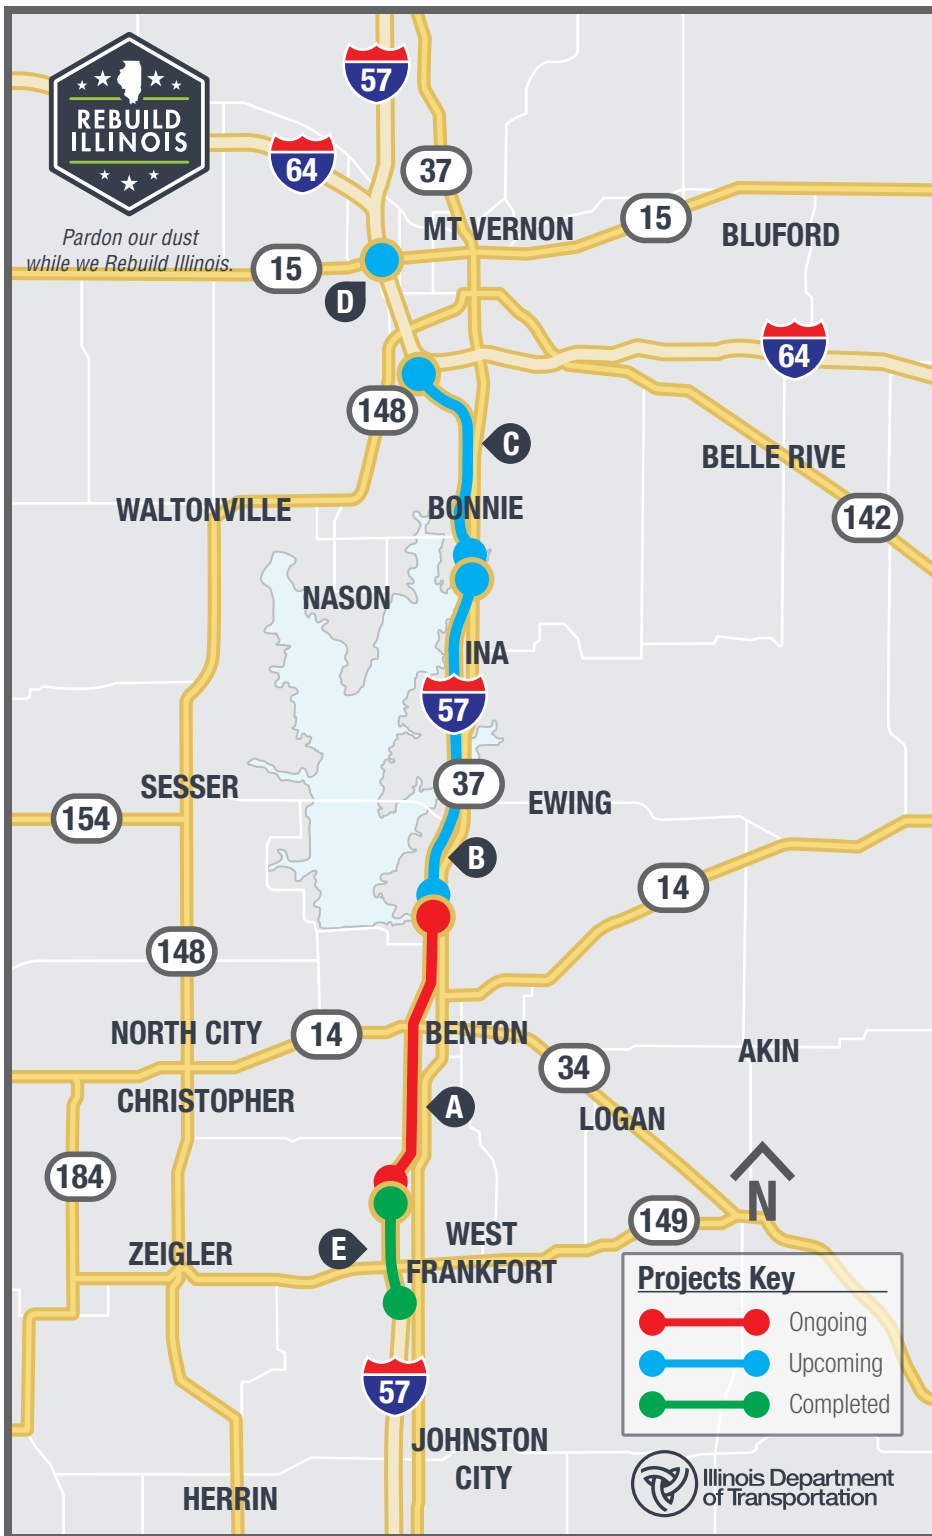 57
REBUILD
ILLINOIS
64
37
Pardon our dust
while we Rebuild Illinois.
MT VERNON
15
BLUFORD
15
D
64
148
C
BELLE RIVE
WALTONVILLE
BONNIE
142
NASON
INA
57
SESSER
37
EWING
154
B
14
148
NORTH CITY
14
BENTON
AKIN
34
CHRISTOPHER
A
LOGAN
184
N
149
ZEIGLER
E
WEST
FRANKFORT
Projects Key
Ongoing
Upcoming
Completed
57
JOHNSTON
CITY
HERRIN
Illinois Department
of Transportation